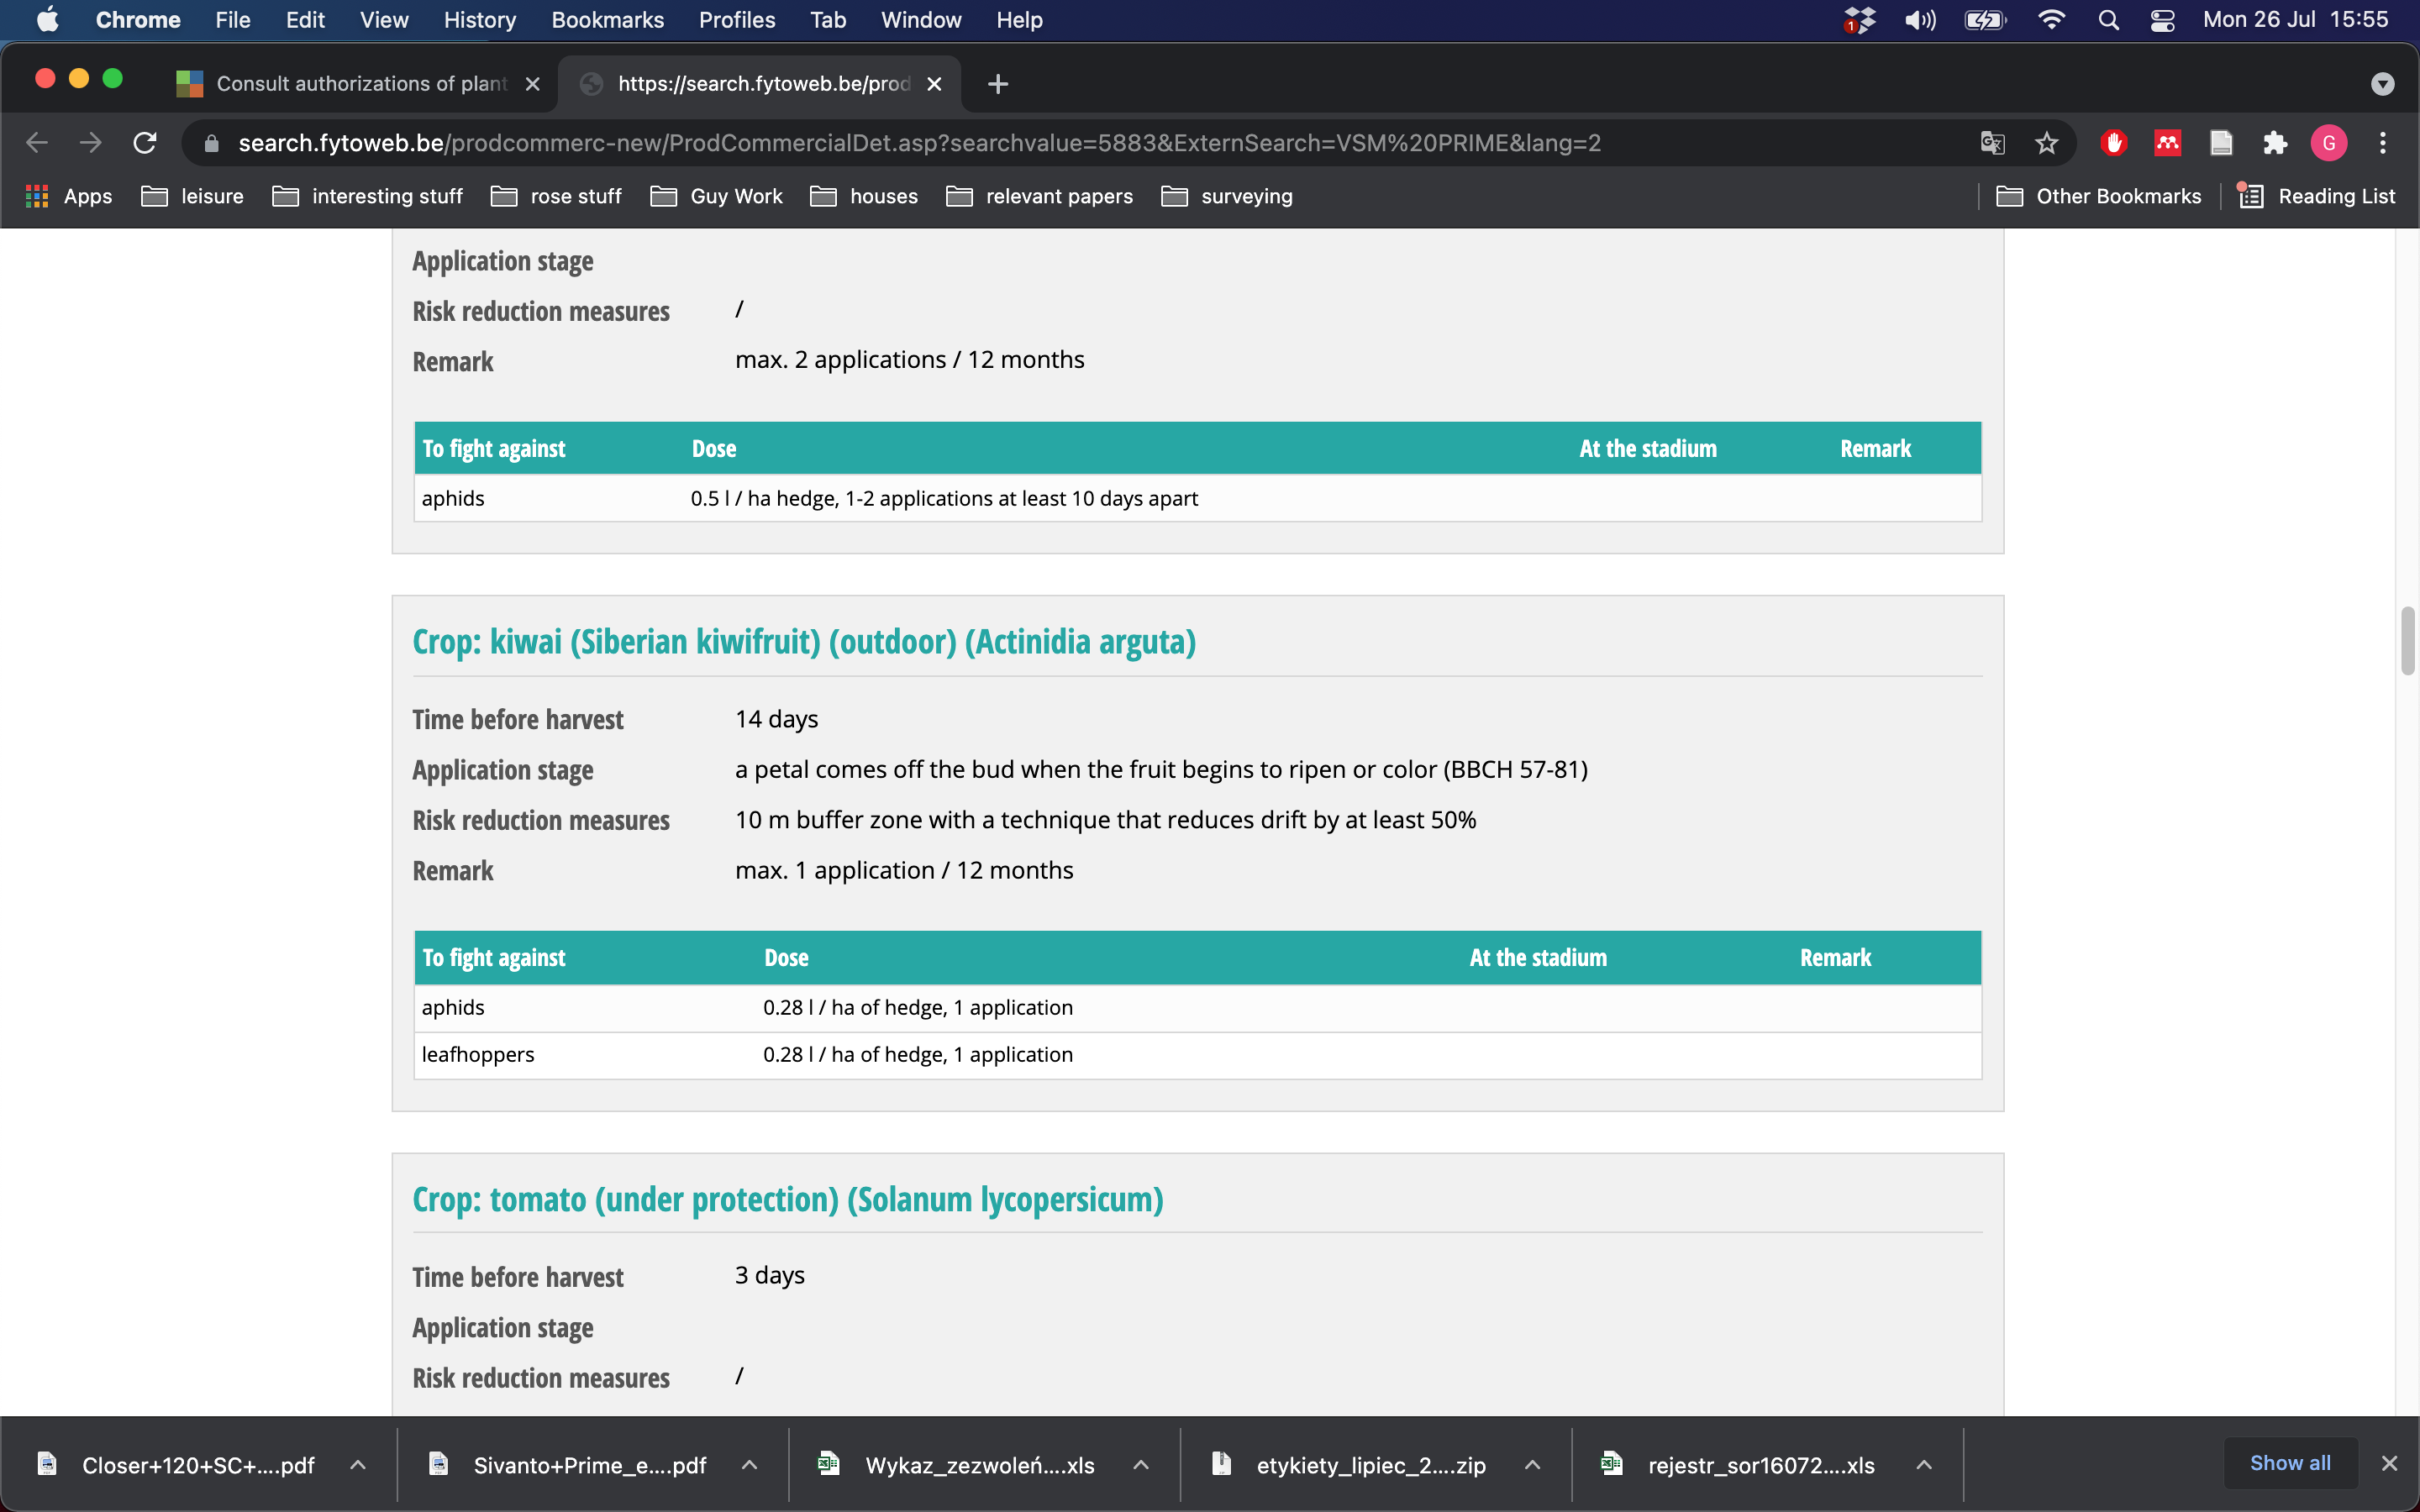 Chrome File Edit View History Bookmarks Profiles Tab Window Help 1 Mon 26 Jul 15:55
Consult authorizations of plant https://search.fytoweb.be/prod
search.fytoweb.be/prodcommerc-new/ProdCommercialDet.asp?searchvalue=5883&ExternSearch=VSM%20PRIME&lang=2 G
Apps leisure interesting stuff rose stuff Guy Work houses relevant papers surveying Other Bookmarks Reading List
Application stage
Risk reduction measures /
Remark max. 2 applications / 12 months
To fight against Dose At the stadium Remark
aphids 0.5 l / ha hedge, 1-2 applications at least 10 days apart
Crop: kiwai (Siberian kiwifruit) (outdoor) (Actinidia arguta)
Time before harvest 14 days
Application stage a petal comes off the bud when the fruit begins to ripen or color (BBCH 57-81)
Risk reduction measures 10 m buffer zone with a technique that reduces drift by at least 50%
Remark max. 1 application / 12 months
To fight against Dose At the stadium Remark
aphids 0.28 l / ha of hedge, 1 application
leafhoppers 0.28 l / ha of hedge, 1 application
Crop: tomato (under protection) (Solanum lycopersicum)
Time before harvest 3 days
Application stage
Risk reduction measures /
Closer+120+SC+....pdf Sivanto+Prime_e....pdf Wykaz_zezwoleń....xls etykiety_lipiec_2....zip rejestr_sor16072....xls Show all